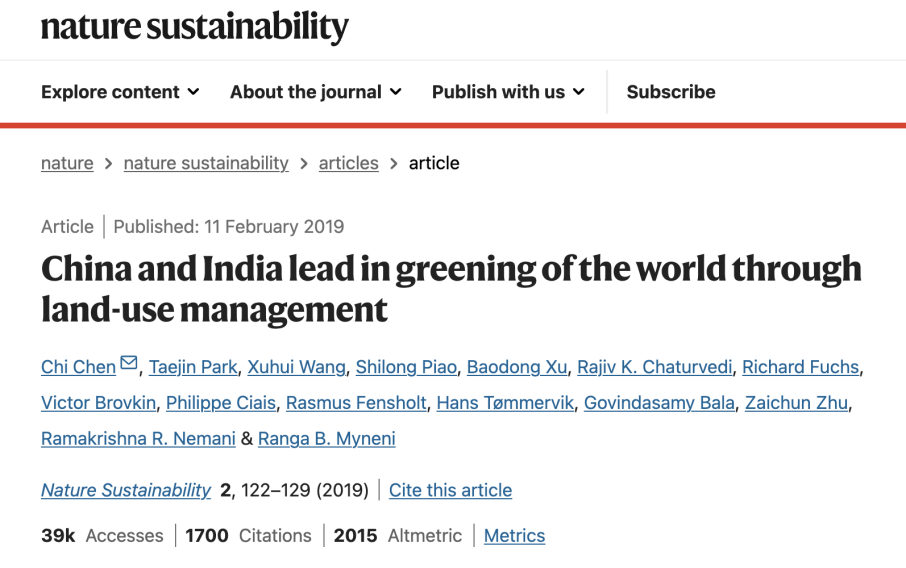 nature sustainability
Explore content About the journal Publish with us Subscribe
nature > nature sustainability > articles > article
Article | Published: 11 February 2019
China and India lead in greening of the world through
land-use management
Chi Chen, Taejin Park, Xuhui Wang, Shilong Piao, Baodong Xu, Rajiv K. Chaturvedi, Richard Fuchs,
Victor Brovkin, Philippe Ciais, Rasmus Fensholt, Hans Tømmervik, Govindasamy Bala, Zaichun Zhu,
Ramakrishna R. Nemani & Ranga B. Myneni
Nature Sustainability 2, 122–129 (2019) | Cite this article
39k Accesses | 1700 Citations | 2015 Altmetric | Metrics